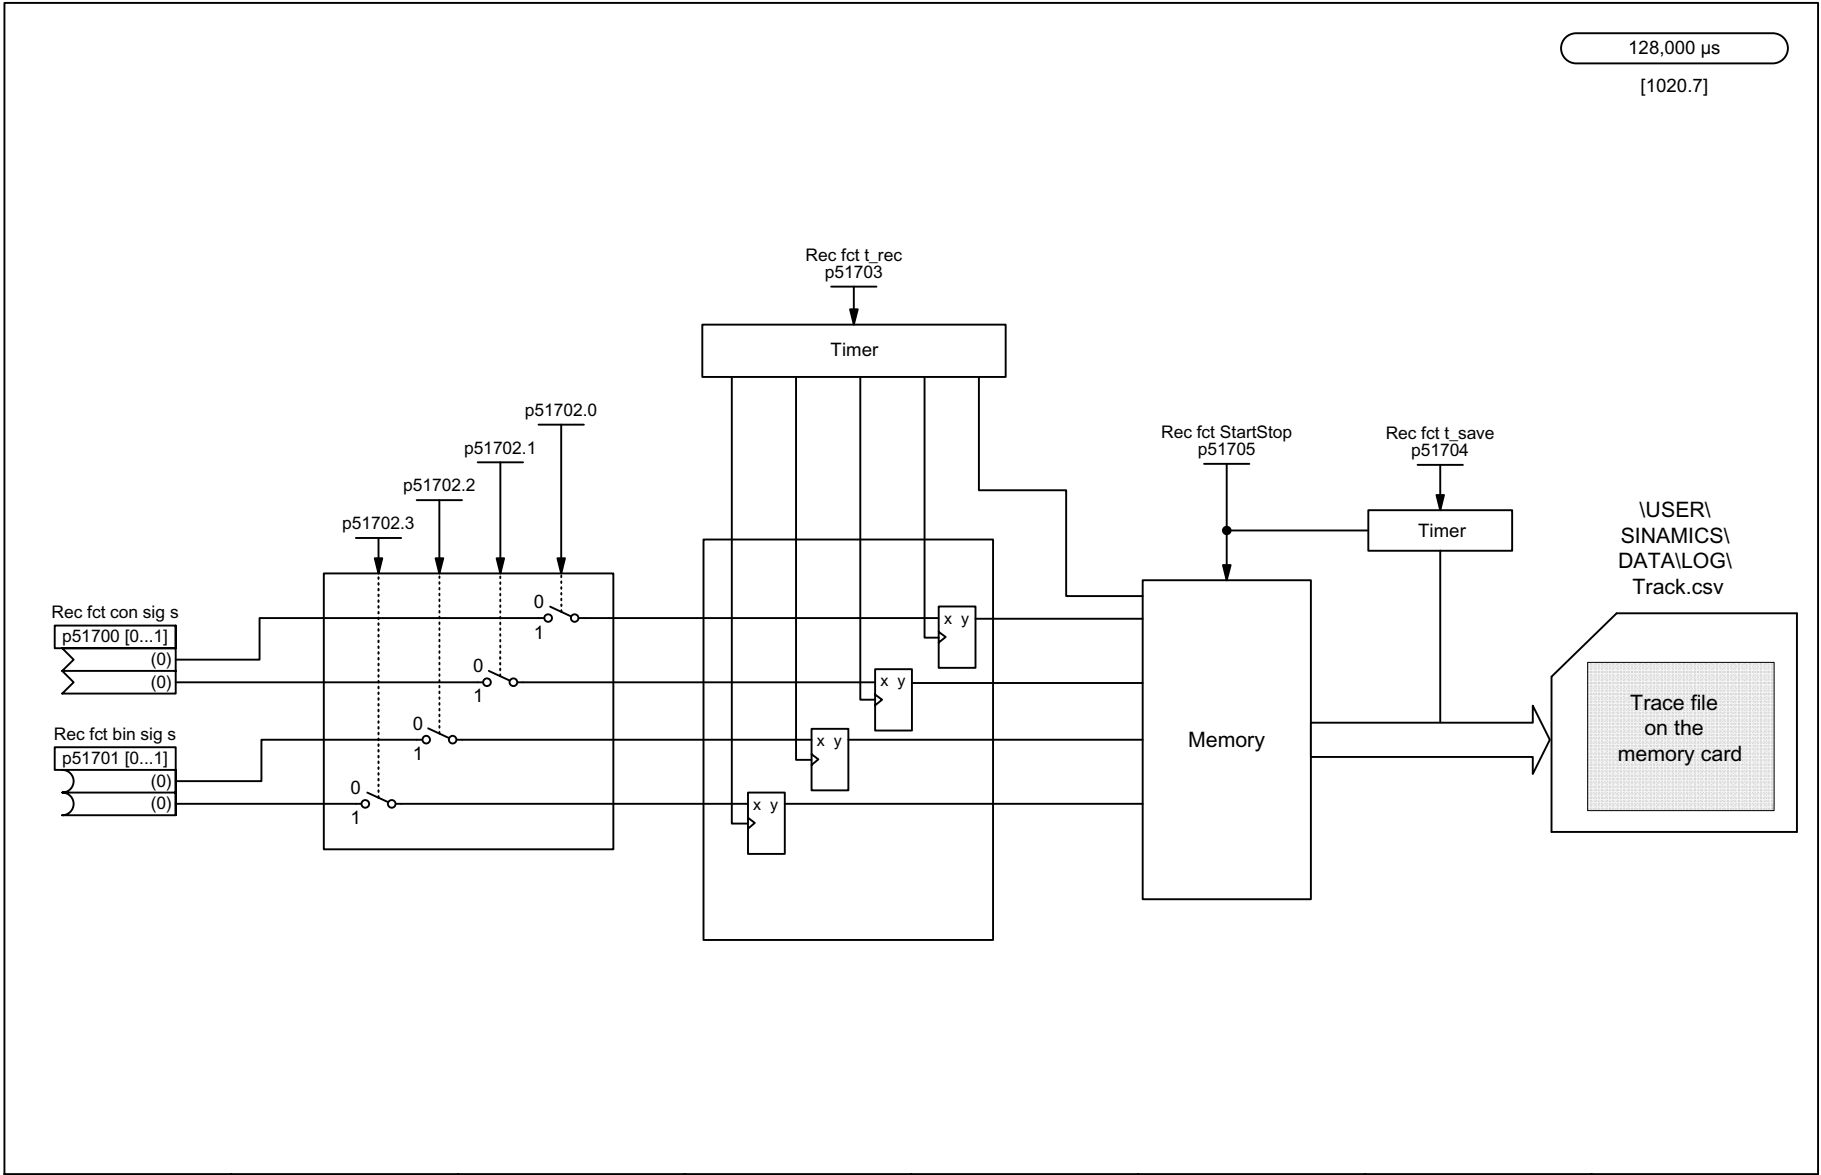 128,000 µs
[1020.7]
Rec fct t_rec
p51703
Timer
p51702.0
p51702.1
p51702.2
p51702.3
Rec fct StartStop
p51705
Rec fct t_save
p51704
Timer
\USER\
SINAMICS\
DATA\LOG\
Track.csv
Rec fct con sig s
p51700 [0...1]
(0)
(0)
Rec fct bin sig s
p51701 [0...1]
(0)
(0)
0
1
0
1
0
1
0
1
x y
x y
x y
x y
Memory
Trace file
on the
memory card